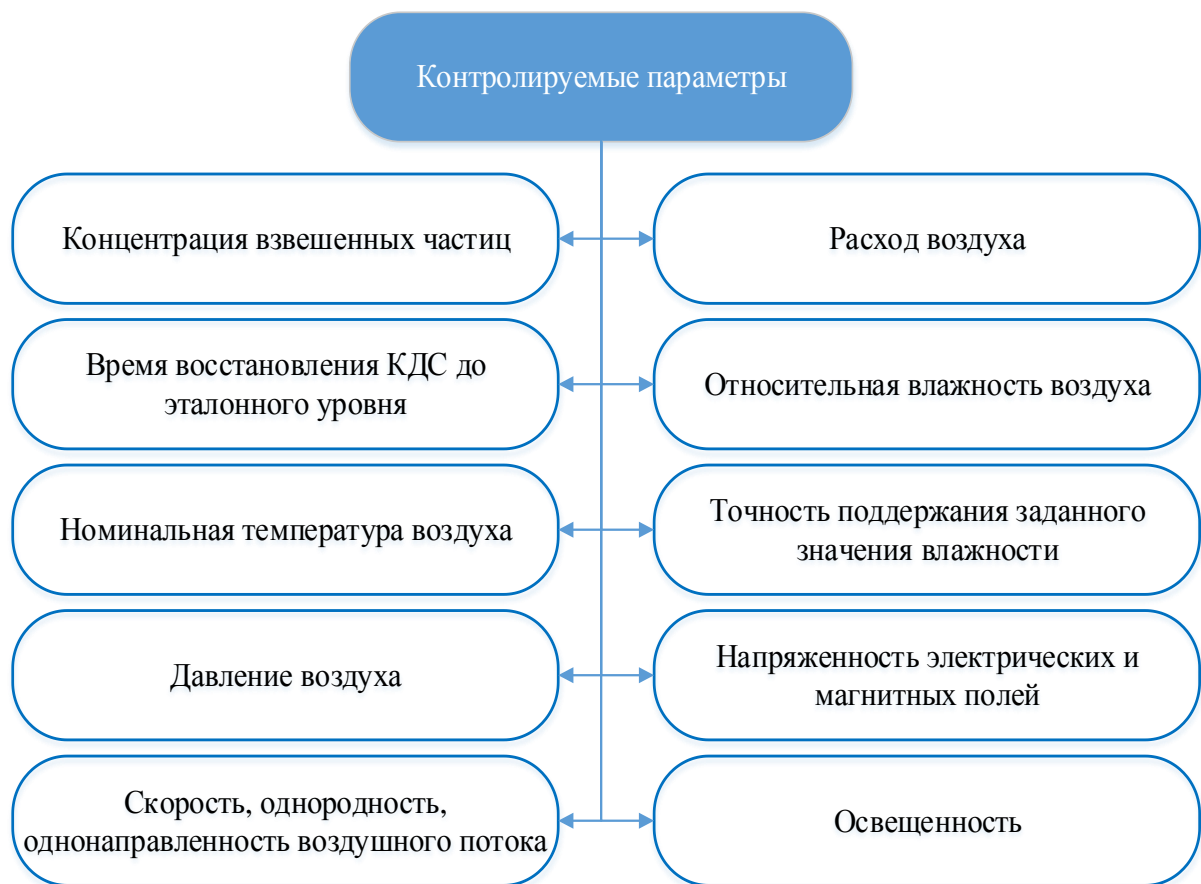 Контролируемые параметры
Концентрация взвешенных частиц
Расход воздуха
Время восстановления КДС до
эталонного уровня
Относительная влажность воздуха
Номинальная температура воздуха
Точность поддержания заданного
значения влажности
Давление воздуха
Напряженность электрических и
магнитных полей
Скорость, однородность,
однонаправленность воздушного потока
Освещенность